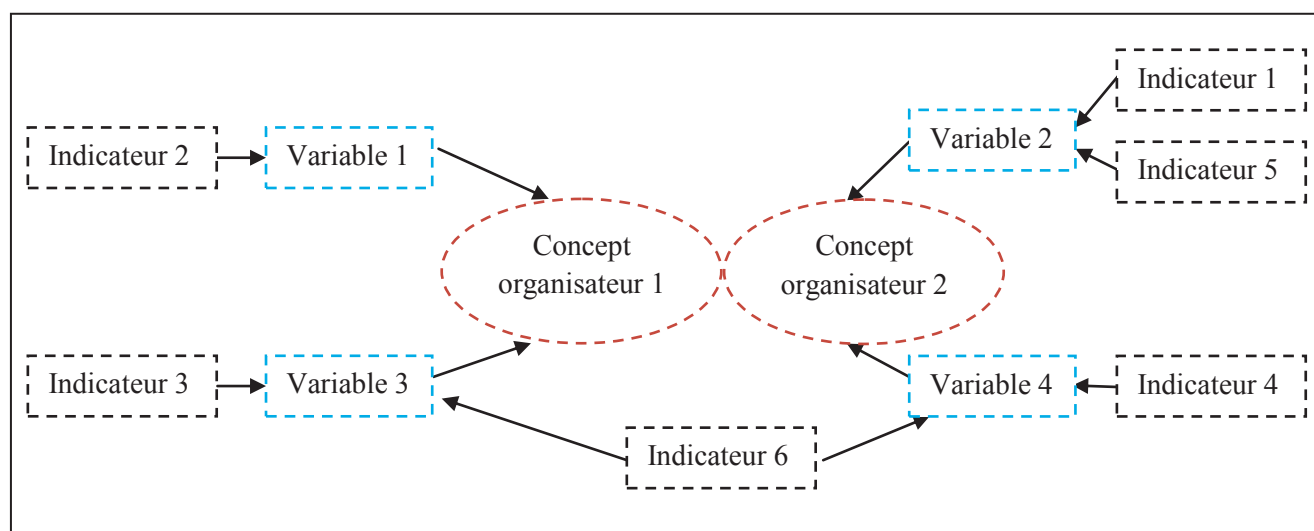 Indicateur 1
Indicateur 2
Variable 1
Variable 2
Indicateur 5
Concept
organisateur 1
Concept
organisateur 2
Indicateur 3
Variable 3
Variable 4
Indicateur 4
Indicateur 6